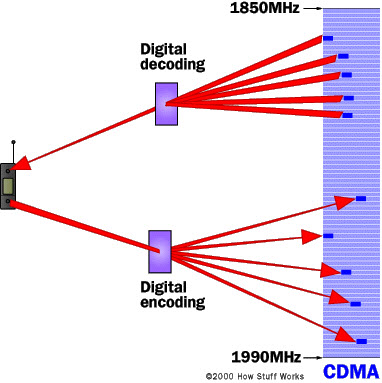 1850MHz
Digital
decoding
Digital
encoding
1990MHz
©2000 How Stuff Works
CDMA